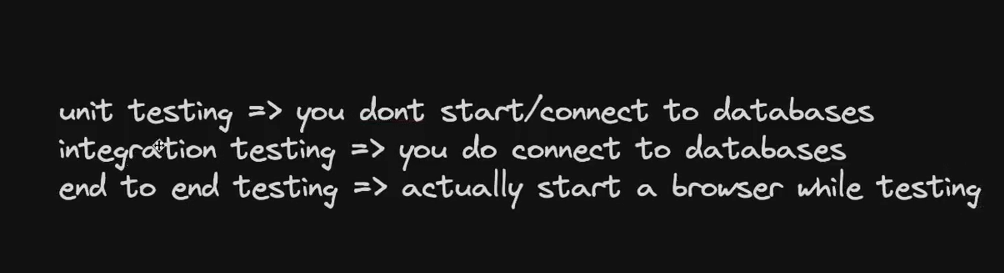 unit testing => you dont start/connect to databases
integration testing => you do connect to databases
end to end testing => actually start a browser while testing